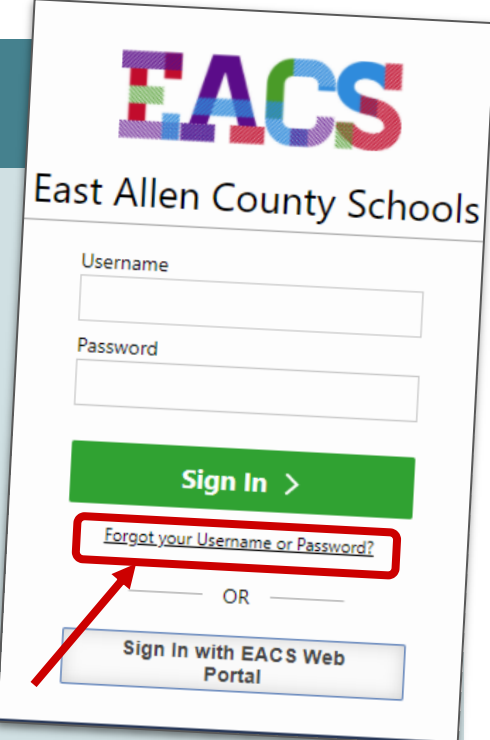 EACS
East Allen County Schools
Username
Password
Sign In >
Forgot your Username or Password?
OR
Sign In with EACS Web
Portal